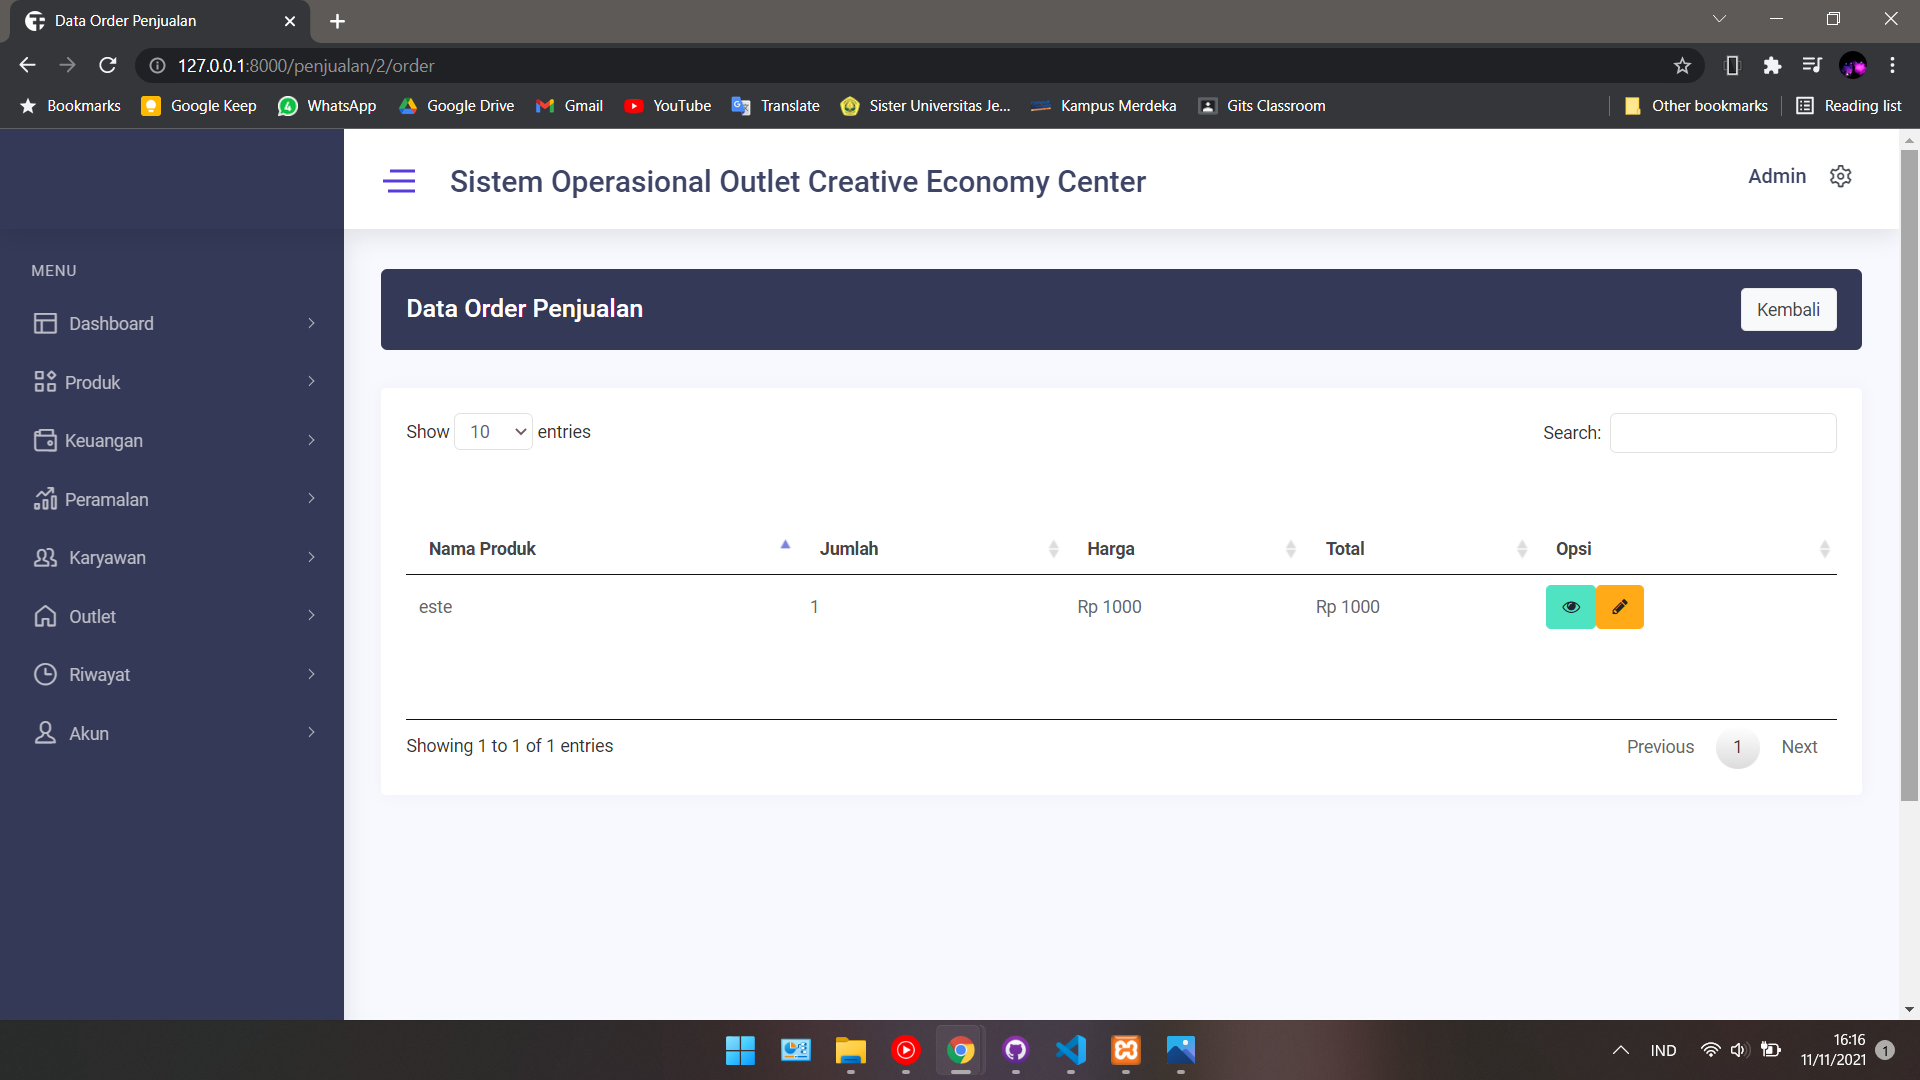 Data Order Penjualan
127.0.0.1:8000/penjualan/2/order
Bookmarks Google Keep WhatsApp Google Drive Gmail YouTube Translate Sister Universitas Je... Kampus Merdeka Gits Classroom Other bookmarks Reading list
Sistem Operasional Outlet Creative Economy Center
Admin
MENU
Dashboard
Produk
Keuangan
Peramalan
Karyawan
Outlet
Riwayat
Akun
Data Order Penjualan
Kembali
Show 10 entries
Search:
Nama Produk Jumlah Harga Total Opsi
este 1 Rp 1000 Rp 1000
Showing 1 to 1 of 1 entries
Previous 1 Next
IND
16:16
11/11/2021
1